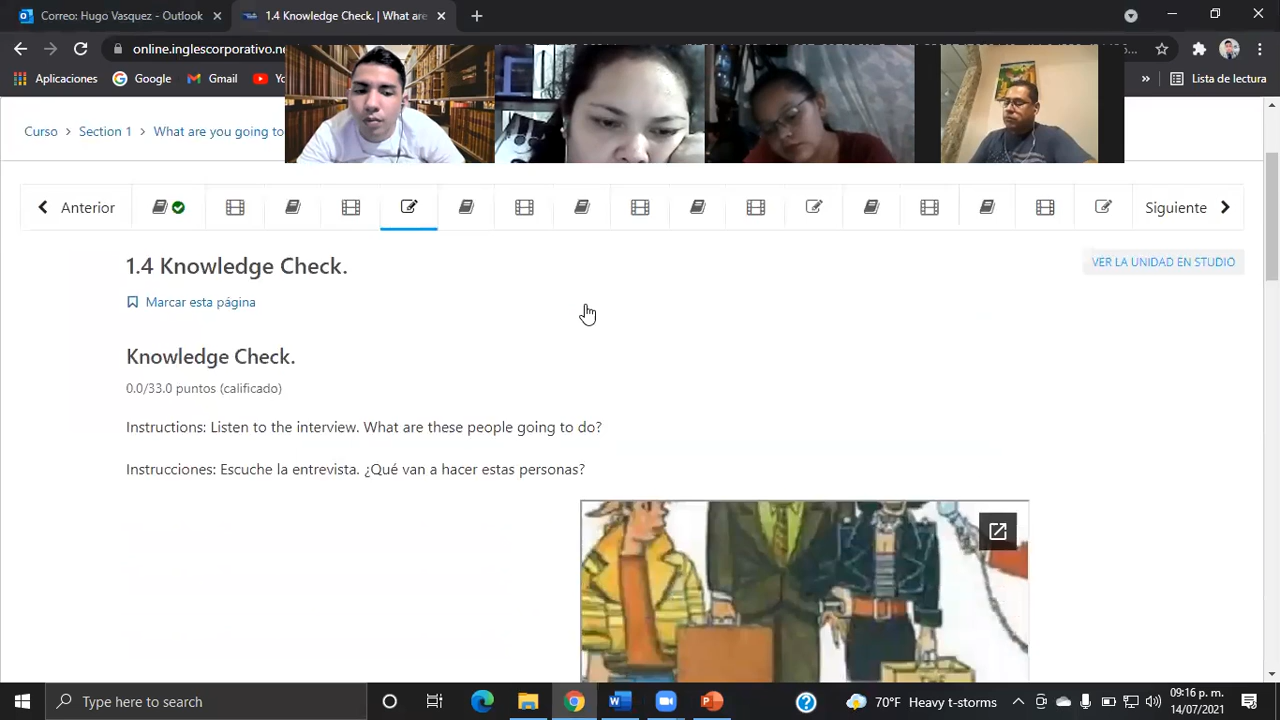 Correo: Hugo Vasquez - Outlook
1.4 Knowledge Check. | What are
online.inglescorporativo.ne
Aplicaciones
Google
Gmail
Lista de lectura
Curso > Section 1 > What are you going to
Anterior
Siguiente
1.4 Knowledge Check.
VER LA UNIDAD EN STUDIO
Marcar esta página
Knowledge Check.
0.0/33.0 puntos (calificado)
Instructions: Listen to the interview. What are these people going to do?
Instrucciones: Escuche la entrevista. ¿Qué van a hacer estas personas?
Type here to search
70°F Heavy t-storms
09:16 p. m.
14/07/2021